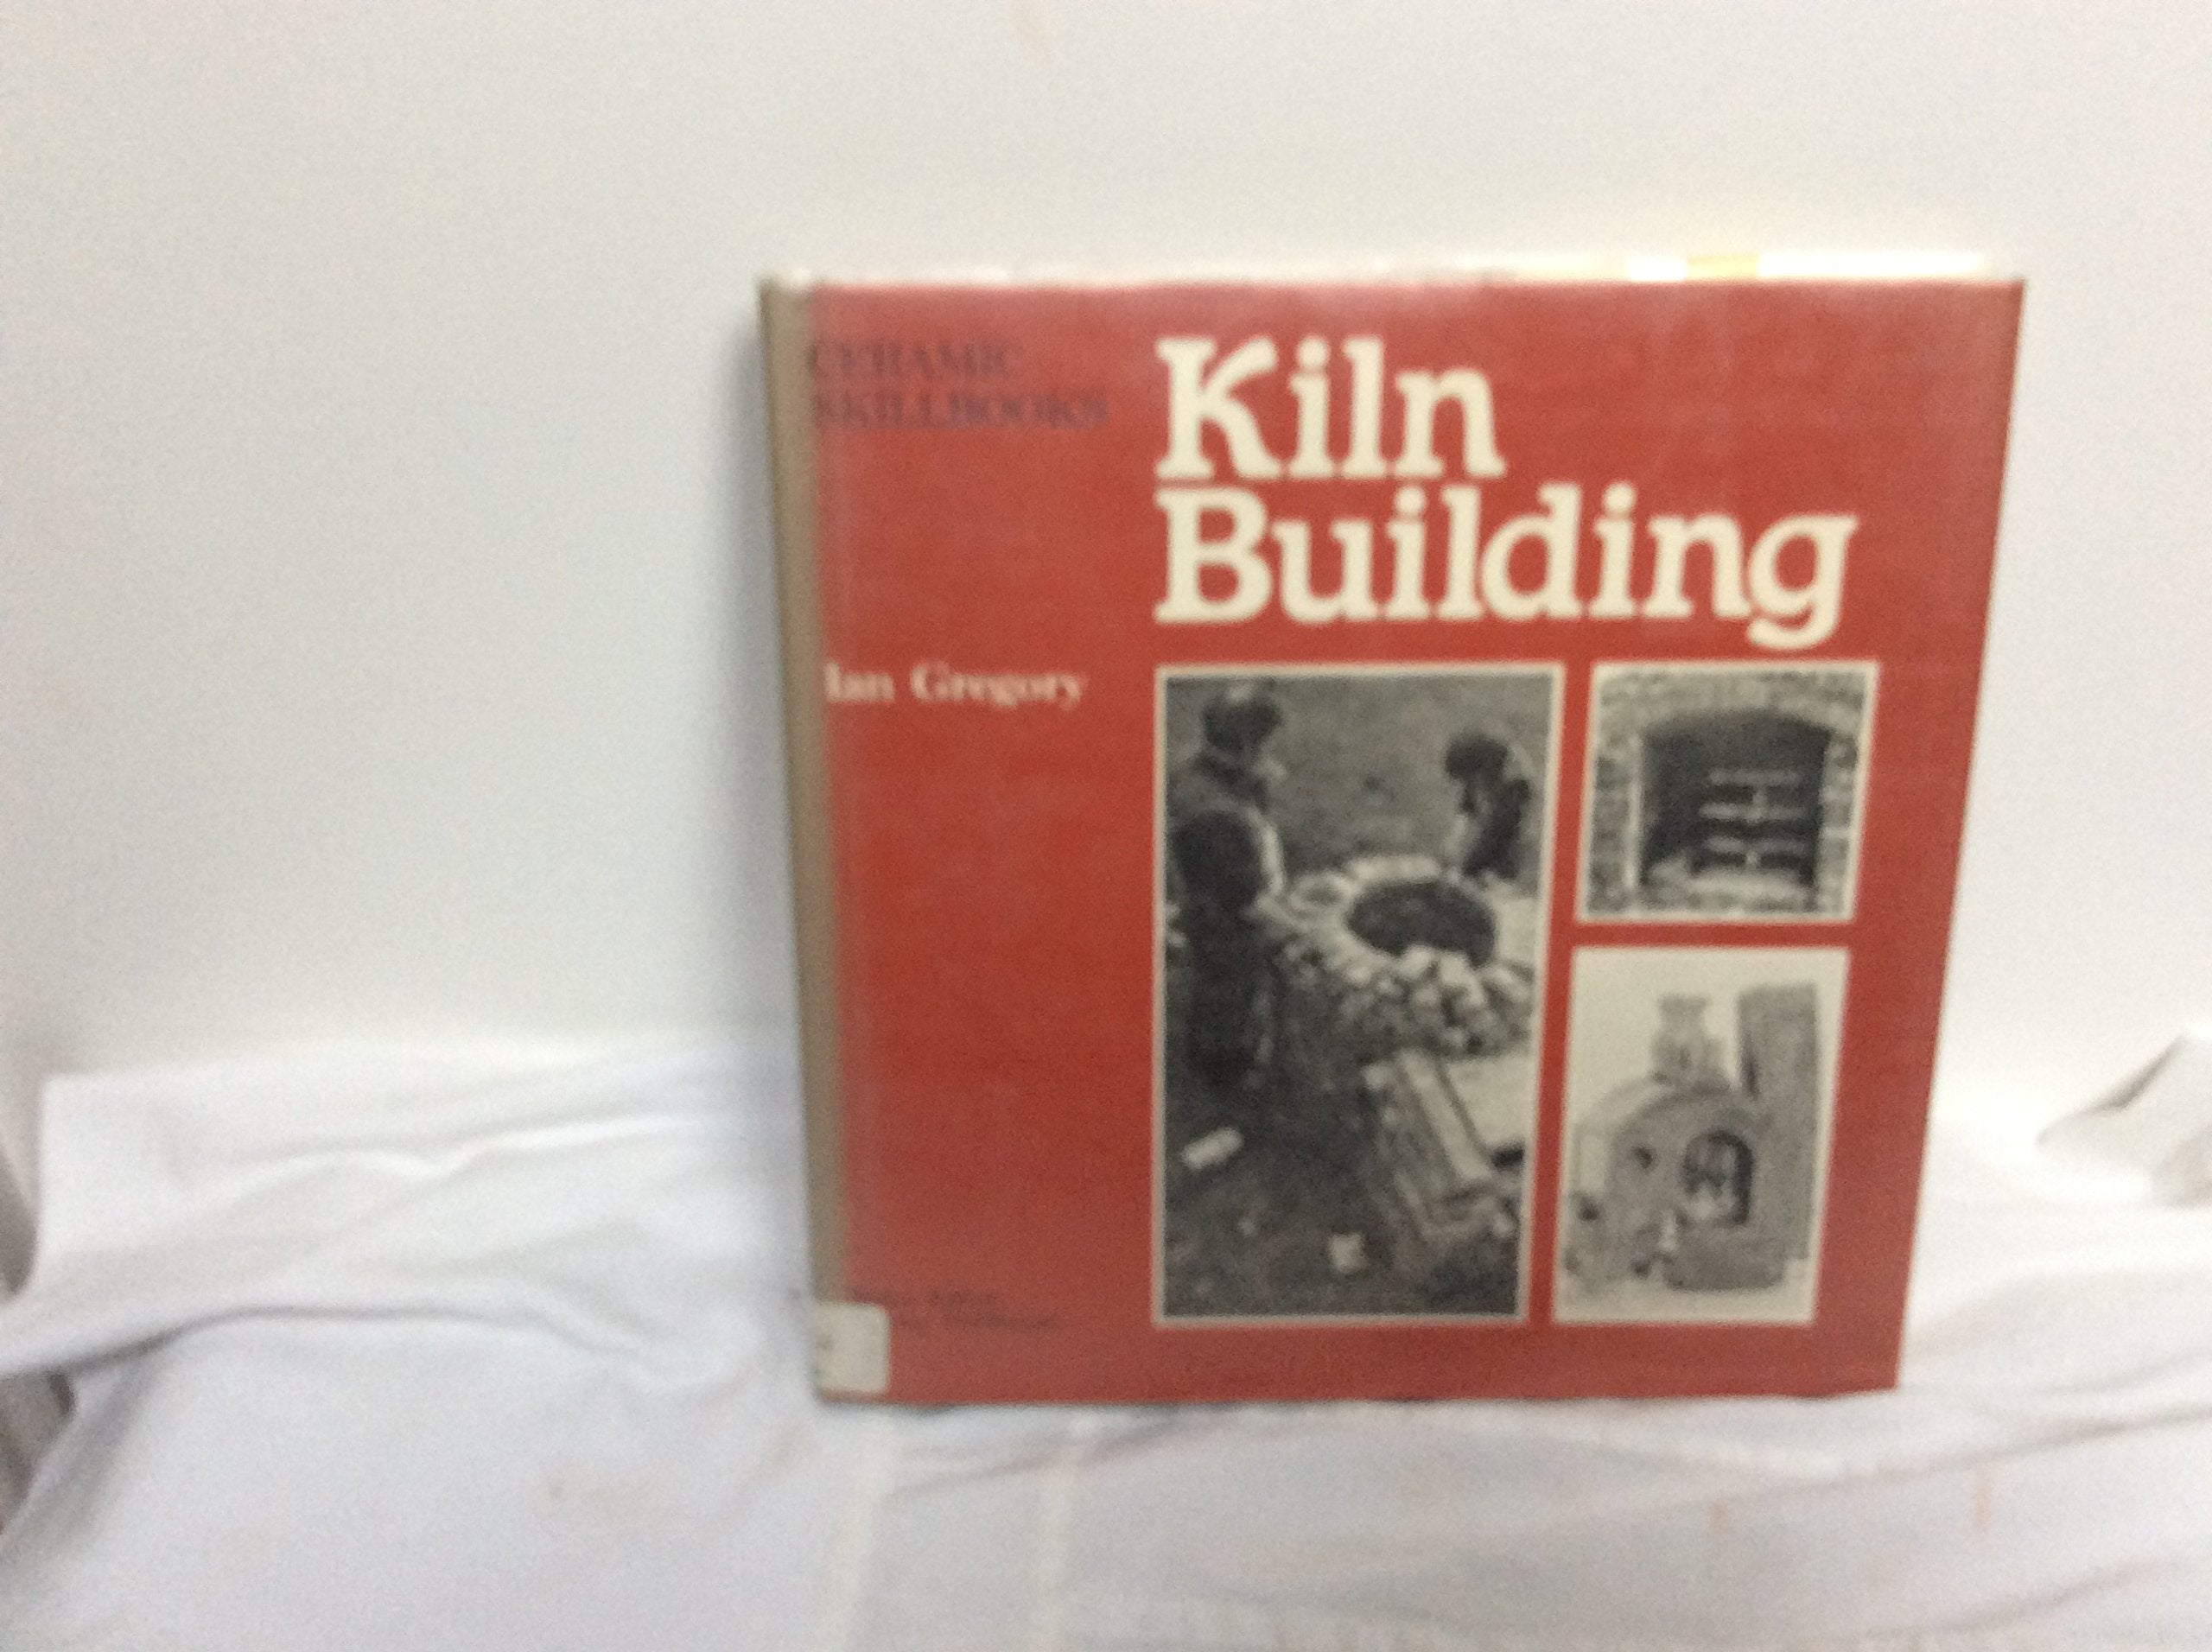 CERAMIC
SKILLBOOKS
Kiln
Building
Ian Gregory